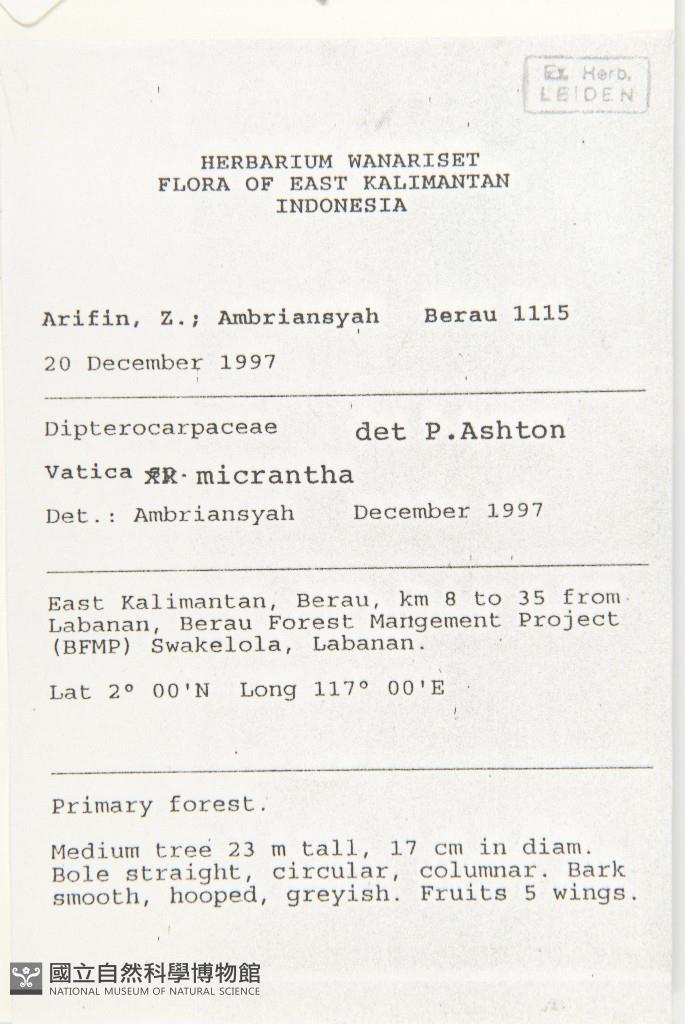 Ex. Herb.
LEIDEN
HERBARIUM WANARISET
FLORA OF EAST KALIMANTAN
INDONESIA
Arifin, Z.; Ambriansyah Berau 1115
20 December 1997
Dipterocarpaceae det P.Ashton
Vatica micrantha
Det.: Ambriansyah December 1997
East Kalimantan, Berau, km 8 to 35 from
Labanan, Berau Forest Mangement Project
(BFMP) Swakelola, Labanan.
Lat 2° 00'N Long 117° 00'E
Primary forest.
Medium tree 23 m tall, 17 cm in diam.
Bole straight, circular, columnar. Bark
smooth, hooped, greyish. Fruits 5 wings.
國立自然科學博物館
NATIONAL MUSEUM OF NATURAL SCIENCE